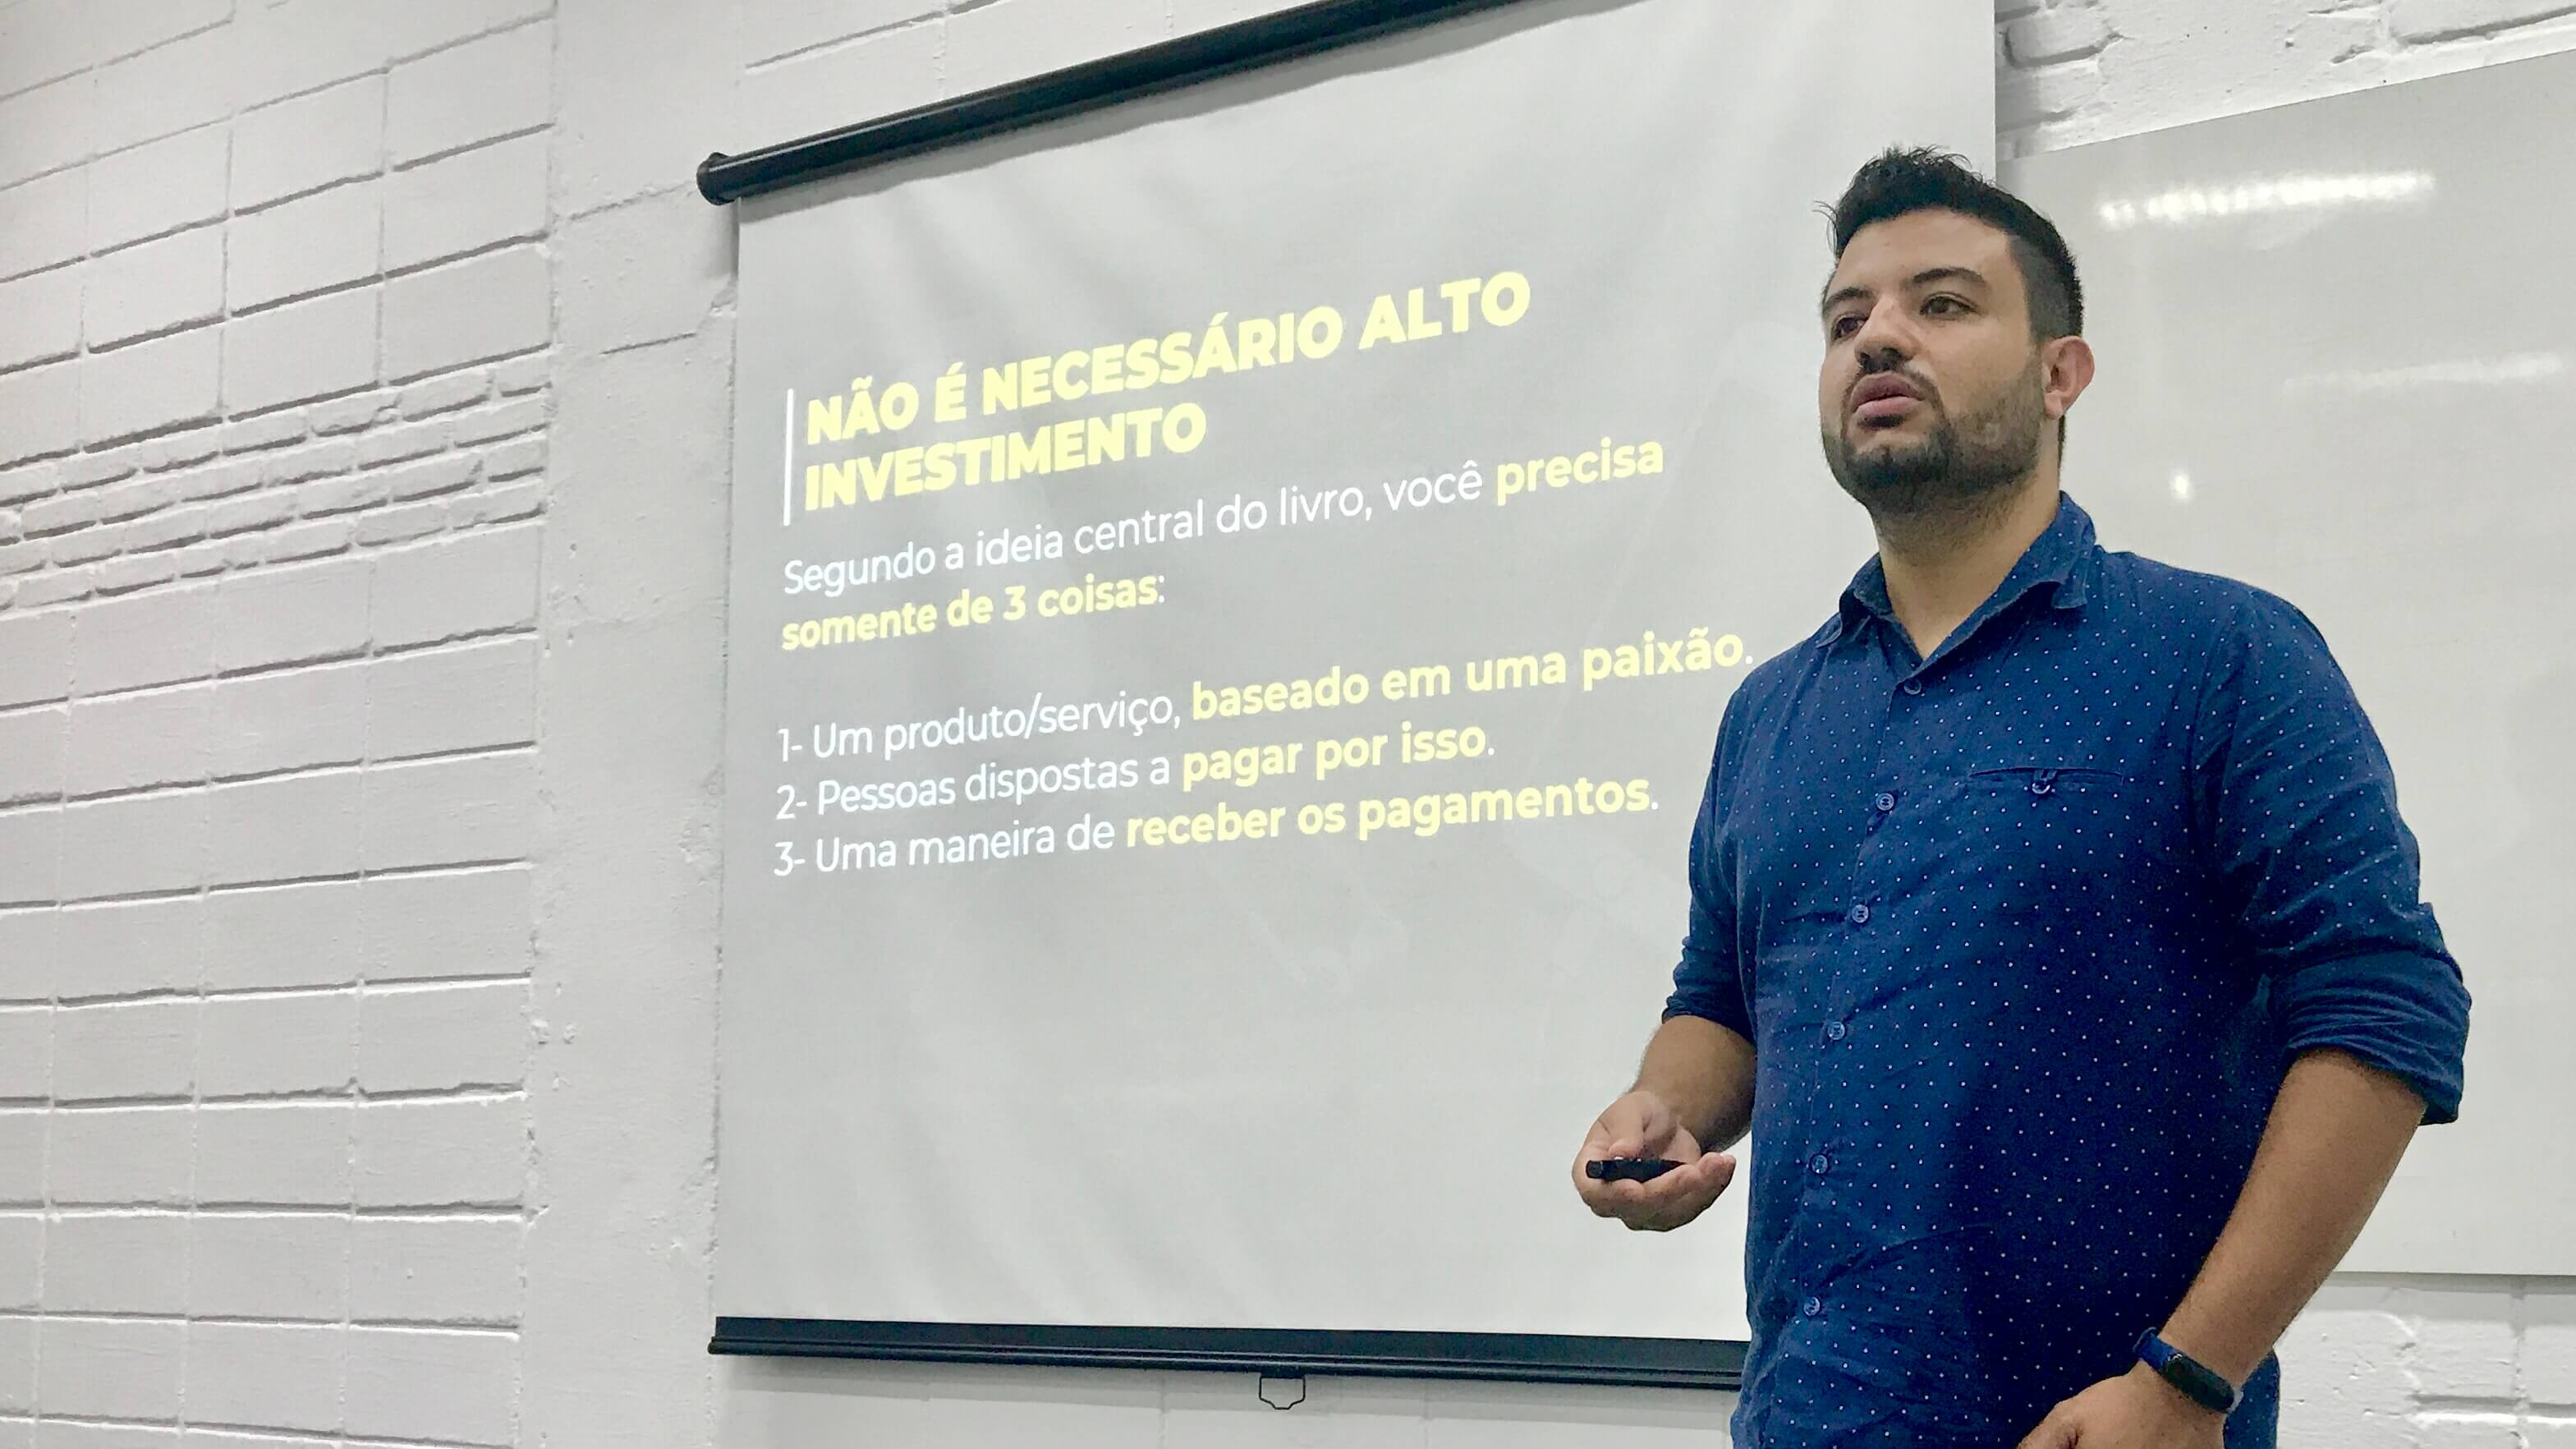 NÃO É NECESSÁRIO ALTO
INVESTIMENTO
Segundo a ideia central do livro, você precisa
somente de 3 coisas:
1- Um produto/serviço, baseado em uma paixão.
2- Pessoas dispostas a pagar por isso.
3- Uma maneira de receber os pagamentos.